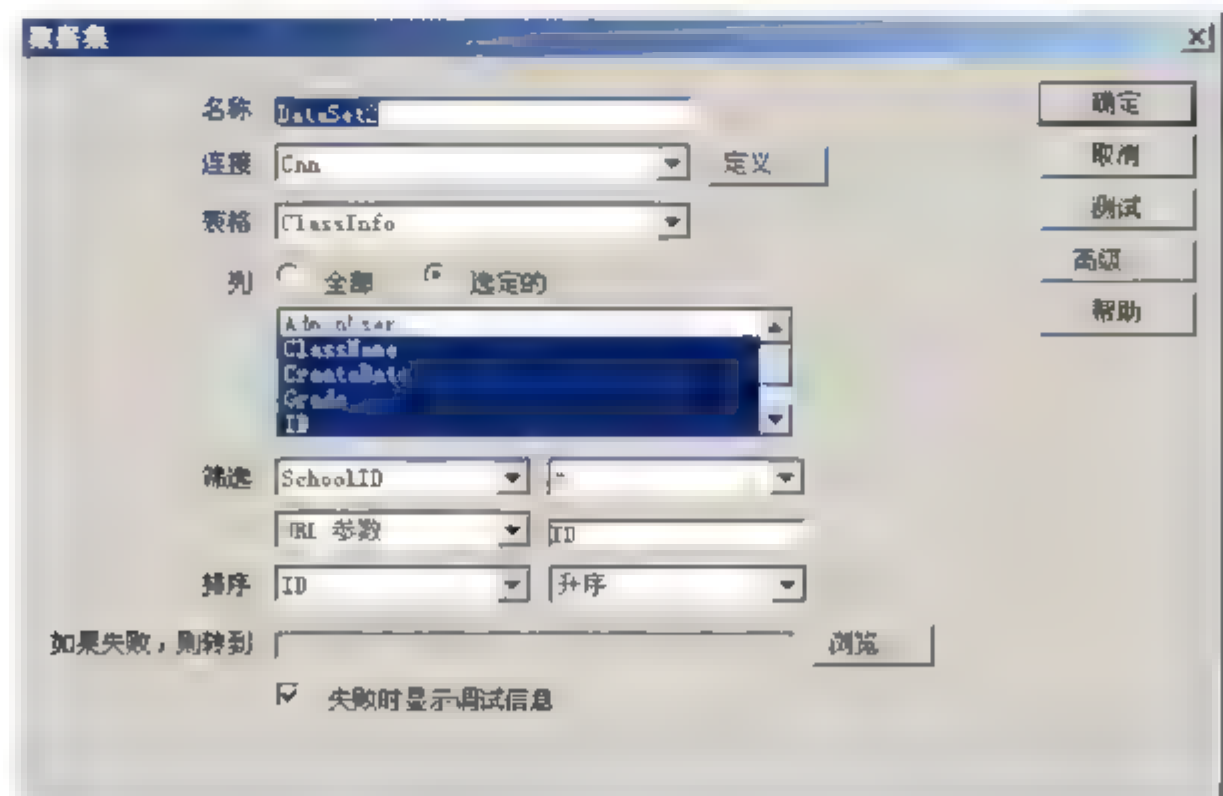 数据集
名称 DataSet2 确定
连接 Cnn 定义 取消
表格 ClassInfo 测试
列 全部 选定的 高级
帮助
ClassName
CreateDate
Grade
ID
筛选 SchoolID
URL 参数 ID
排序 ID 升序
如果失败，则转到 浏览
失败时显示调试信息